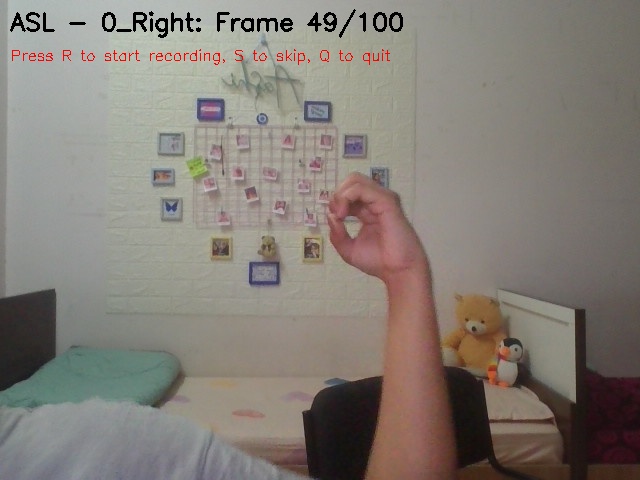 ASL - 0_Right: Frame 49/100
Press R to start recording, S to skip, Q to quit